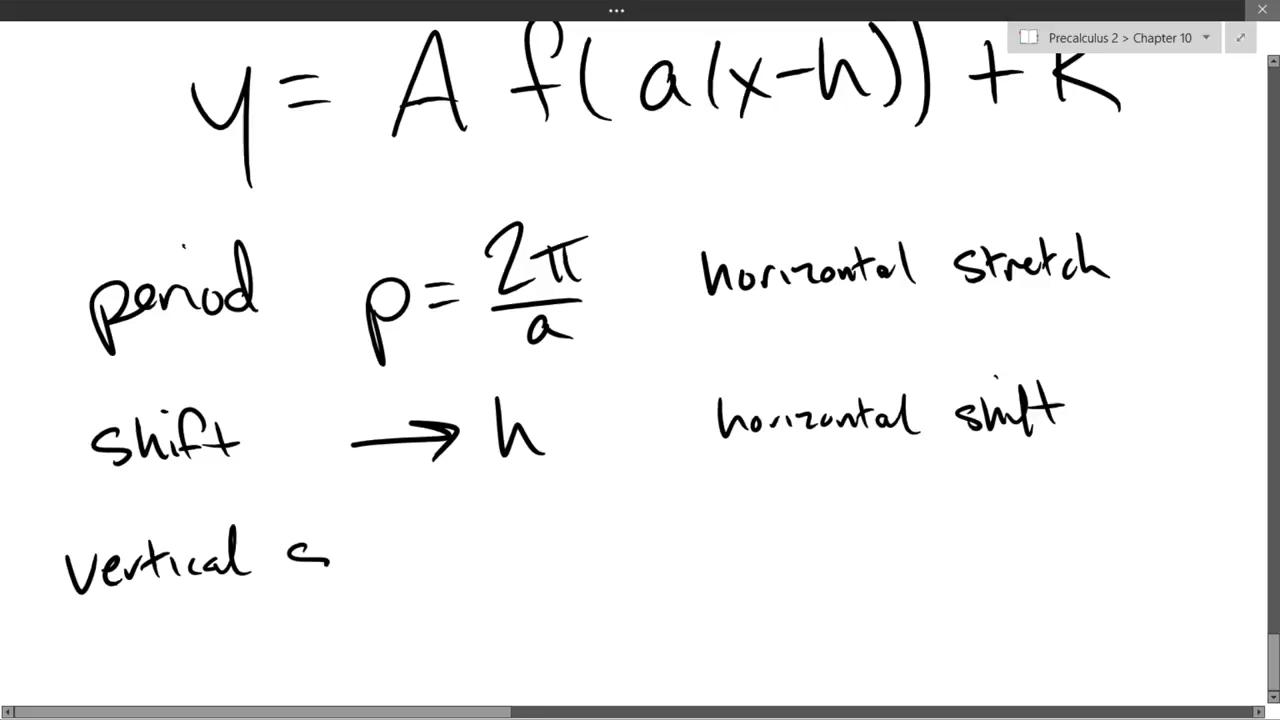 Precalculus 2 > Chapter 10
y = A f(a(x-h)) + K
period p = 2π/a horizontal stretch
shift → h horizontal shift
vertical s